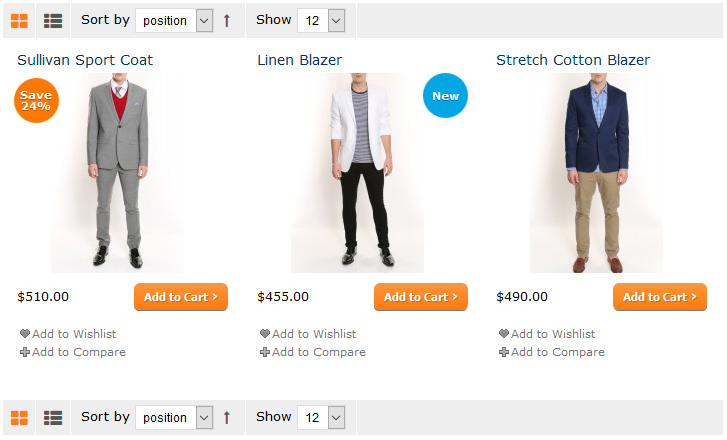 Sort by position Show 12
Sullivan Sport Coat Linen Blazer Stretch Cotton Blazer
Save
24%
New
$510.00 Add to Cart > $455.00 Add to Cart > $490.00 Add to Cart >
Add to Wishlist Add to Wishlist Add to Wishlist
Add to Compare Add to Compare Add to Compare
Sort by position Show 12